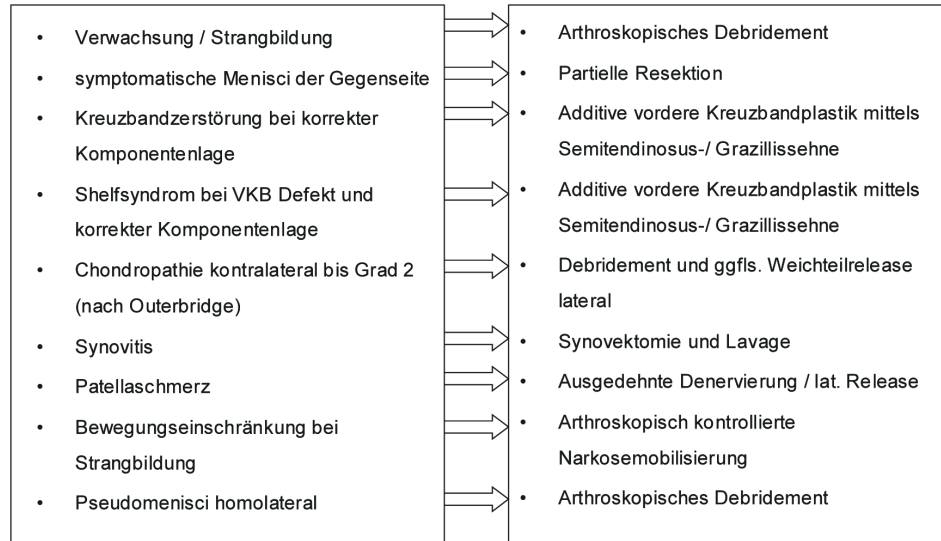 • Verwachsung / Strangbildung
• symptomatische Menisci der Gegenseite
• Kreuzbandzerstörung bei korrekter
Komponentenlage
• Shelfsyndrom bei VKB Defekt und
korrekter Komponentenlage
• Chondropathie kontralateral bis Grad 2
(nach Outerbridge)
• Synovitis
• Patellaschmerz
• Bewegungseinschränkung bei
Strangbildung
• Pseudomenisci homolateral
• Arthroskopisches Debridement
• Partielle Resektion
• Additive vordere Kreuzbandplastik mittels
Semitendinosus-/ Grazillissehne
• Additive vordere Kreuzbandplastik mittels
Semitendinosus-/ Grazillissehne
• Debridement und ggfls. Weichteilrelease
lateral
• Synovektomie und Lavage
• Ausgedehnte Denervierung / lat. Release
• Arthroskopisch kontrollierte
Narkosemobilisierung
• Arthroskopisches Debridement